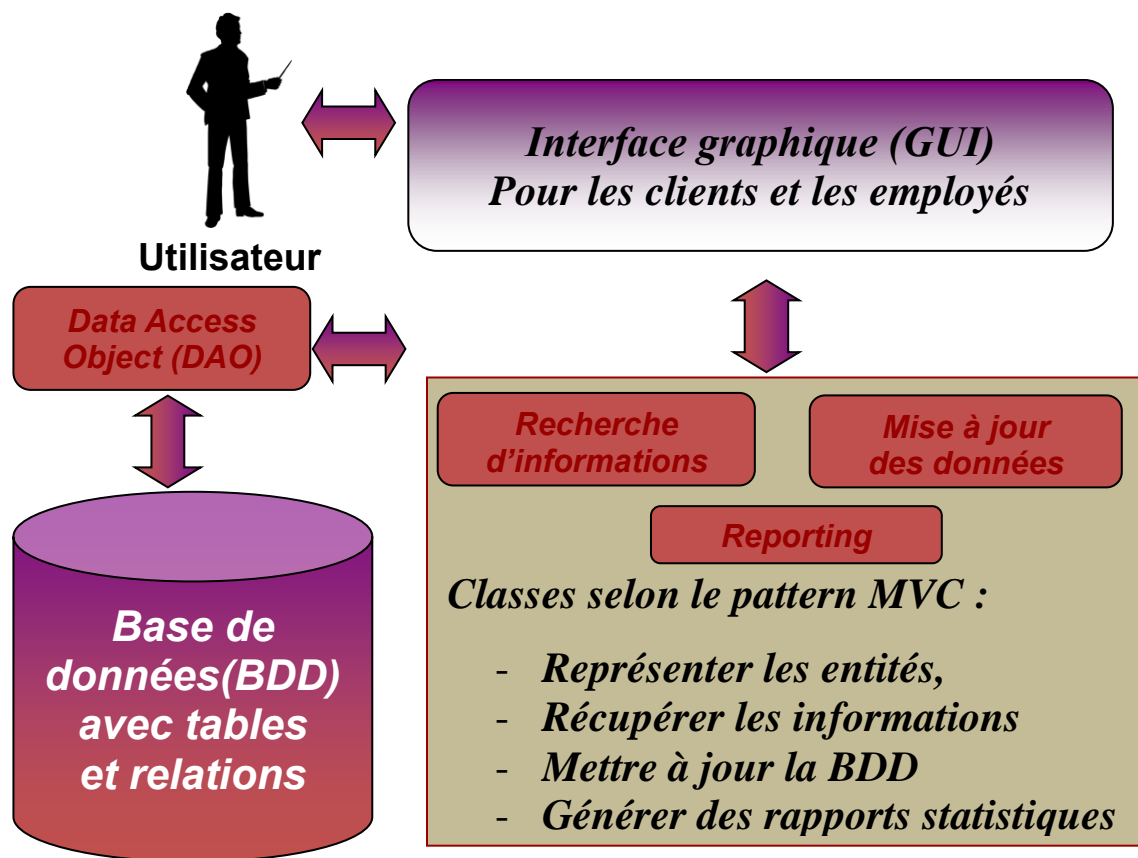 Interface graphique (GUI)
Pour les clients et les employés
Utilisateur
Data Access
Object (DAO)
Recherche
d’informations
Mise à jour
des données
Reporting
Classes selon le pattern MVC :
- Représenter les entités,
- Récupérer les informations
- Mettre à jour la BDD
- Générer des rapports statistiques
Base de
données(BDD)
avec tables
et relations